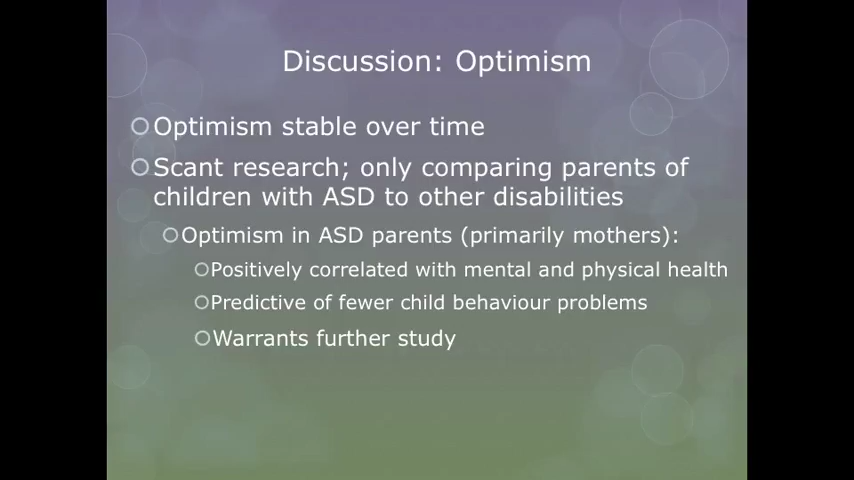 Discussion: Optimism
Optimism stable over time
Scant research; only comparing parents of
children with ASD to other disabilities
Optimism in ASD parents (primarily mothers):
Positively correlated with mental and physical health
Predictive of fewer child behaviour problems
Warrants further study